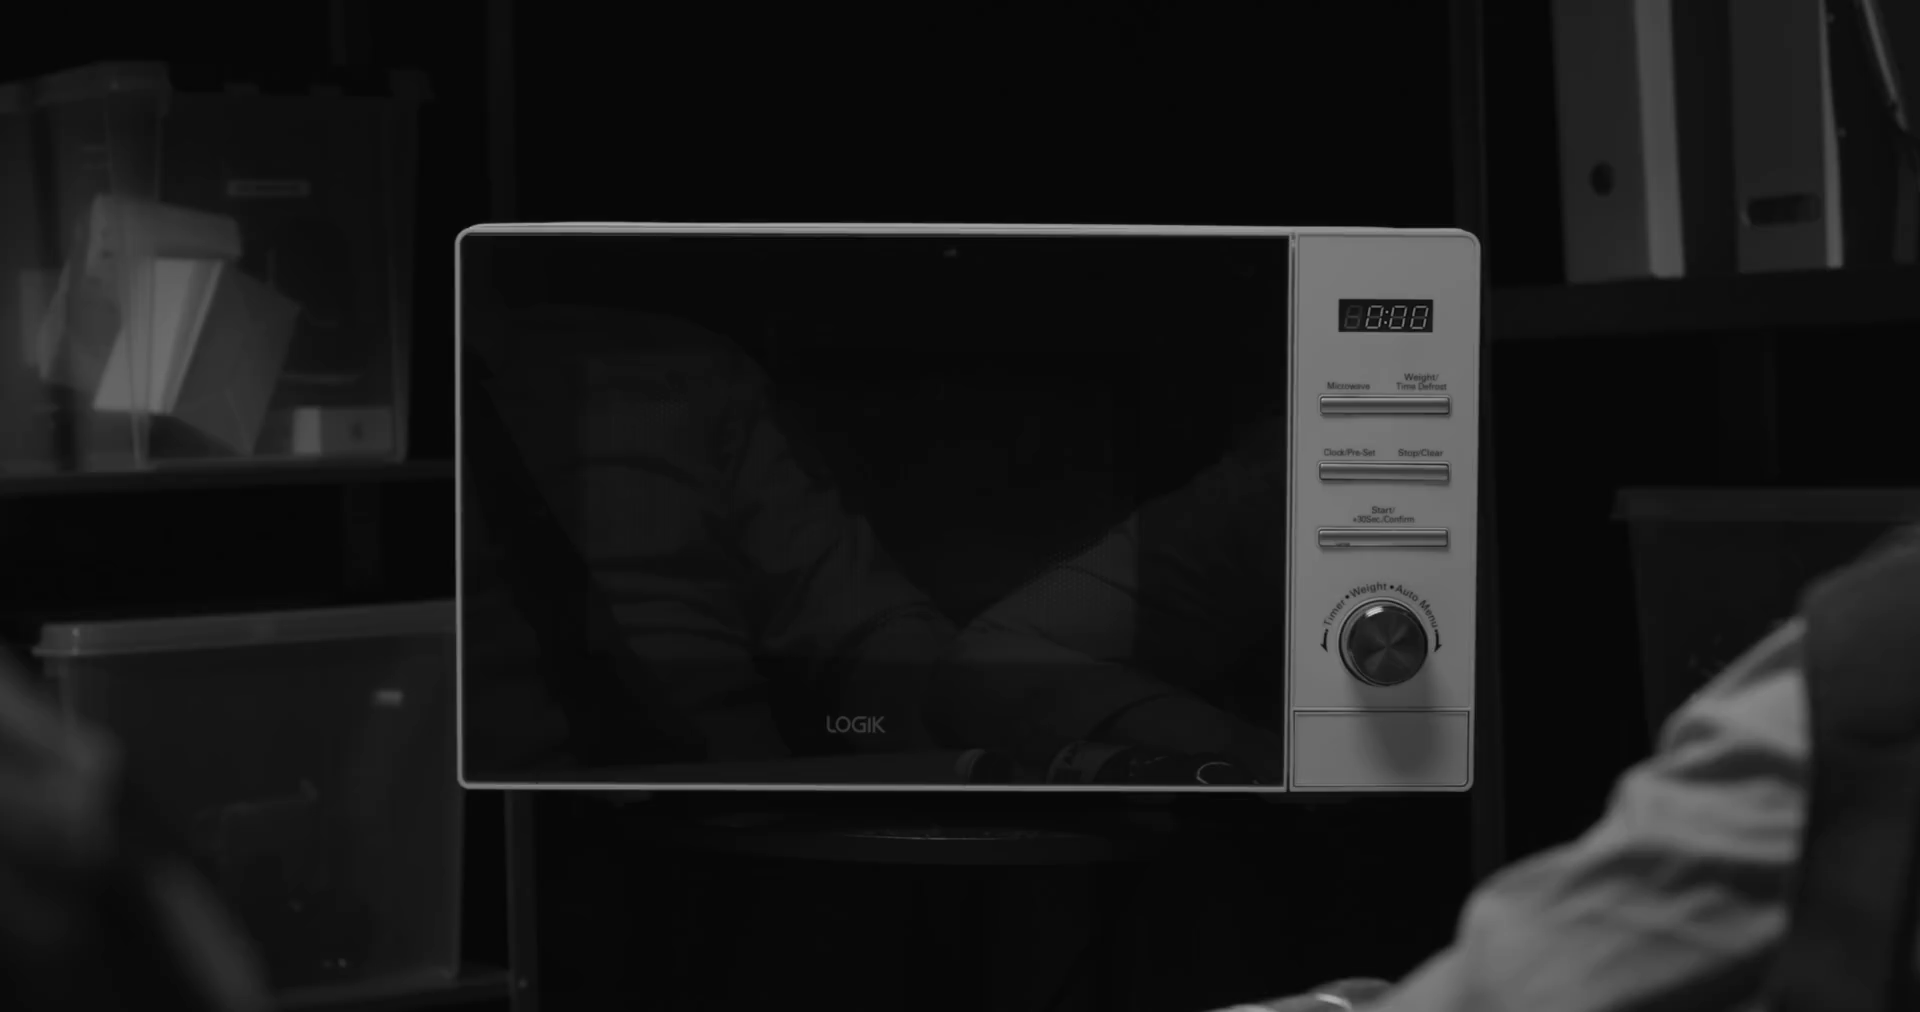 0:00
Microwave
Weight/
Time Defrost
Clock/Pre-Set
Stop/Clear
Start/
+30Sec./Confirm
Timer•Weight•Auto Menu
LOGIK